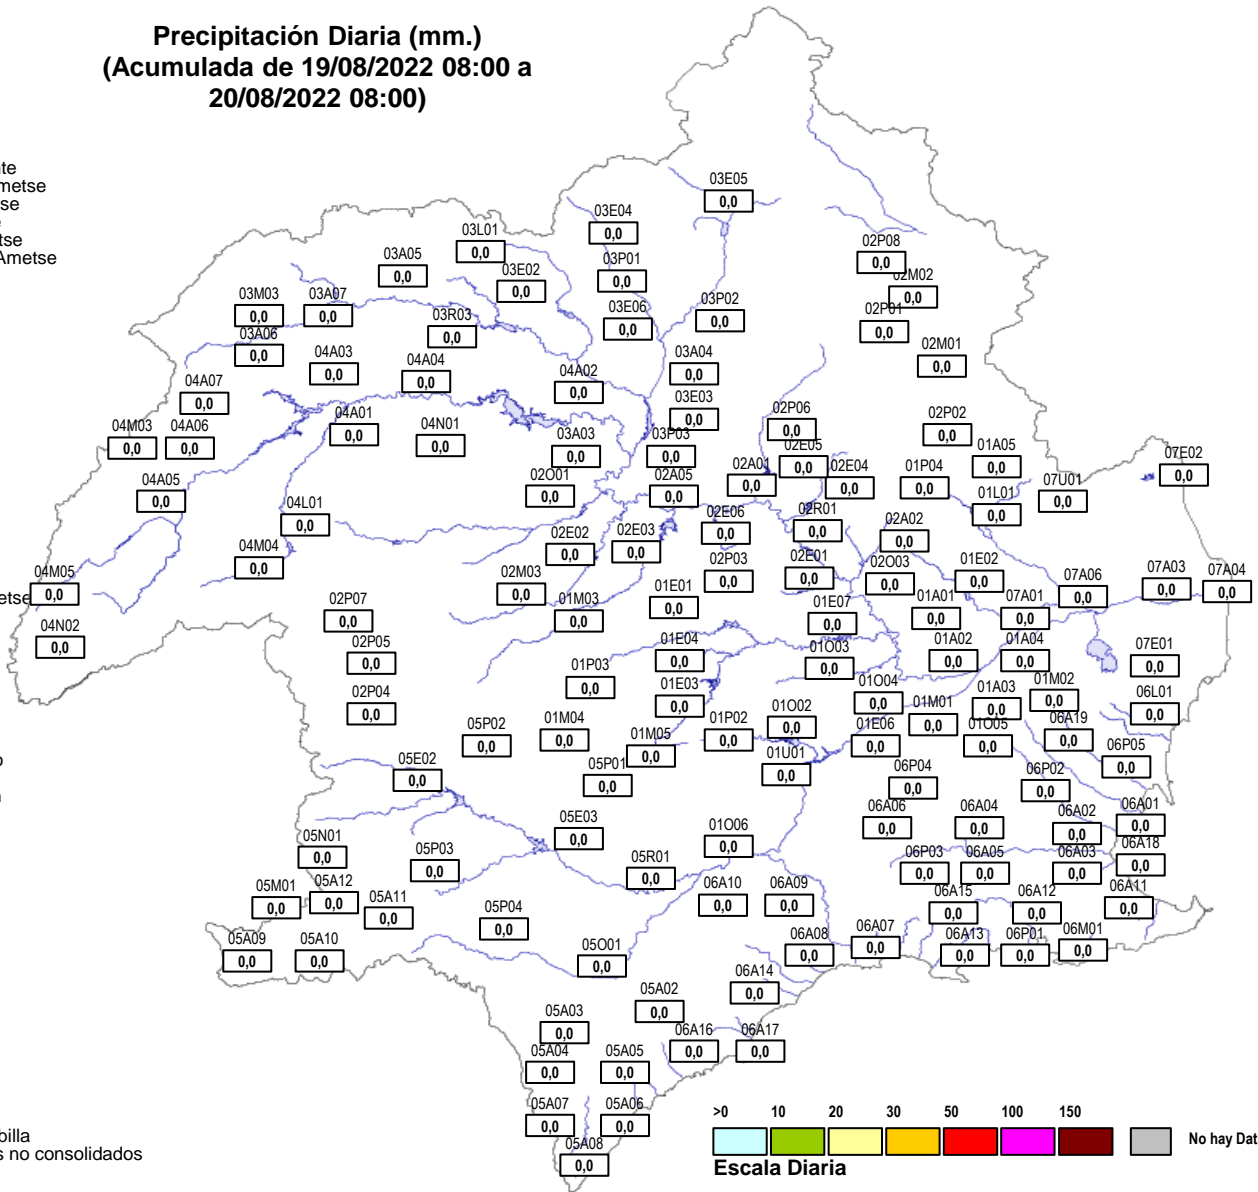 Precipitación Diaria (mm.)
(Acumulada de 19/08/2022 08:00 a
20/08/2022 08:00)
03E05
0,0
03E04
0,0
03L01
0,0
02P08
0,0
03A05
0,0
03P01
0,0
03E02
0,0
02M02
0,0
03M03
0,0
03A07
0,0
03P02
0,0
03E06
0,0
02P01
0,0
03R03
0,0
03A06
0,0
02M01
0,0
04A03
0,0
04A04
0,0
03A04
0,0
04A02
0,0
04A07
0,0
03E03
0,0
02P06
0,0
04A01
0,0
02P02
0,0
04M03
0,0
04A06
0,0
04N01
0,0
03A03
0,0
03P03
0,0
02E05
0,0
01A05
0,0
07E02
0,0
02A01
0,0
02E04
0,0
01P04
0,0
04A05
0,0
02O01
0,0
02A05
0,0
07U01
0,0
01L01
0,0
04L01
0,0
02E06
0,0
02R01
0,0
02A02
0,0
02E02
0,0
02E03
0,0
04M04
0,0
02P03
0,0
02E01
0,0
02O03
0,0
01E02
0,0
04M05
0,0
02M03
0,0
07A06
0,0
07A03
0,0
07A04
0,0
01E01
0,0
02P07
0,0
01M03
0,0
01E07
0,0
01A01
0,0
07A01
0,0
04N02
0,0
02P05
0,0
01E04
0,0
01O03
0,0
01A02
0,0
01A04
0,0
07E01
0,0
01P03
0,0
01E03
0,0
01O04
0,0
01A03
0,0
01M02
0,0
02P04
0,0
06L01
0,0
01M01
0,0
05P02
0,0
01M04
0,0
01P02
0,0
01O02
0,0
01E06
0,0
01O05
0,0
06A19
0,0
01M05
0,0
06P05
0,0
05E02
0,0
05P01
0,0
01U01
0,0
06P04
0,0
06P02
0,0
05E03
0,0
01O06
0,0
06A06
0,0
06A04
0,0
06A02
0,0
06A01
0,0
05N01
0,0
05P03
0,0
05R01
0,0
06P03
0,0
06A05
0,0
06A03
0,0
06A18
0,0
05M01
0,0
05A12
0,0
05A11
0,0
06A10
0,0
06A09
0,0
06A15
0,0
06A12
0,0
06A11
0,0
05P04
0,0
05A09
0,0
05A10
0,0
05O01
0,0
06A08
0,0
06A07
0,0
06A13
0,0
06P01
0,0
06M01
0,0
06A14
0,0
05A02
0,0
05A03
0,0
06A16
0,0
06A17
0,0
05A04
0,0
05A05
0,0
05A07
0,0
05A06
0,0
05A08
0,0
billa
s no consolidados
>0 10 20 30 50 100 150
No hay Dat
Escala Diaria